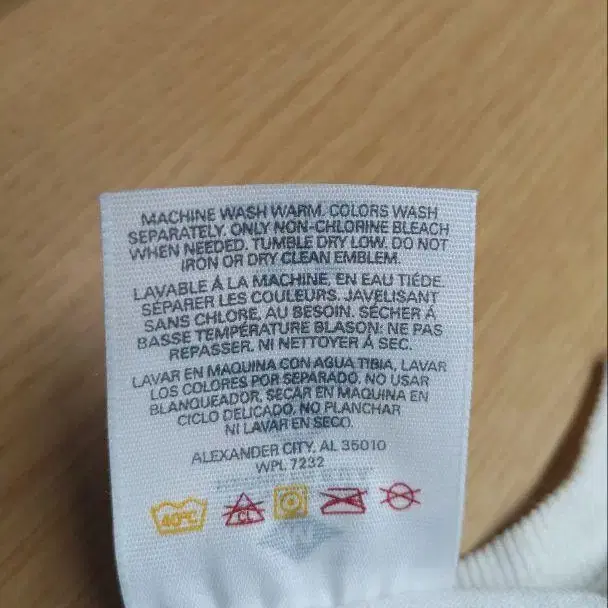 MACHINE WASH WARM. COLORS WASH
SEPARATELY. ONLY NON-CHLORINE BLEACH
WHEN NEEDED. TUMBLE DRY LOW. DO NOT
IRON OR DRY CLEAN EMBLEM.
LAVABLE Á LA MACHINE, EN EAU TIÉDE.
SÉPARER LES COULEURS. JAVELISANT
SANS CHLORE, AU BESOIN. SÉCHER Á
BASSE TEMPÉRATURE BLASON: NE PAS
REPASSER, NI NETTOYER Á SEC.
LAVAR EN MAQUINA CON AGUA TIBIA, LAVAR
LOS COLORES POR SEPARADO, NO USAR
BLANQUEADOR, SECAR EN MAQUINA EN
CICLO DELICADO, NO PLANCHAR
NI LAVAR EN SECO.
ALEXANDER CITY, AL 35010
WPL 7232
40°C CL